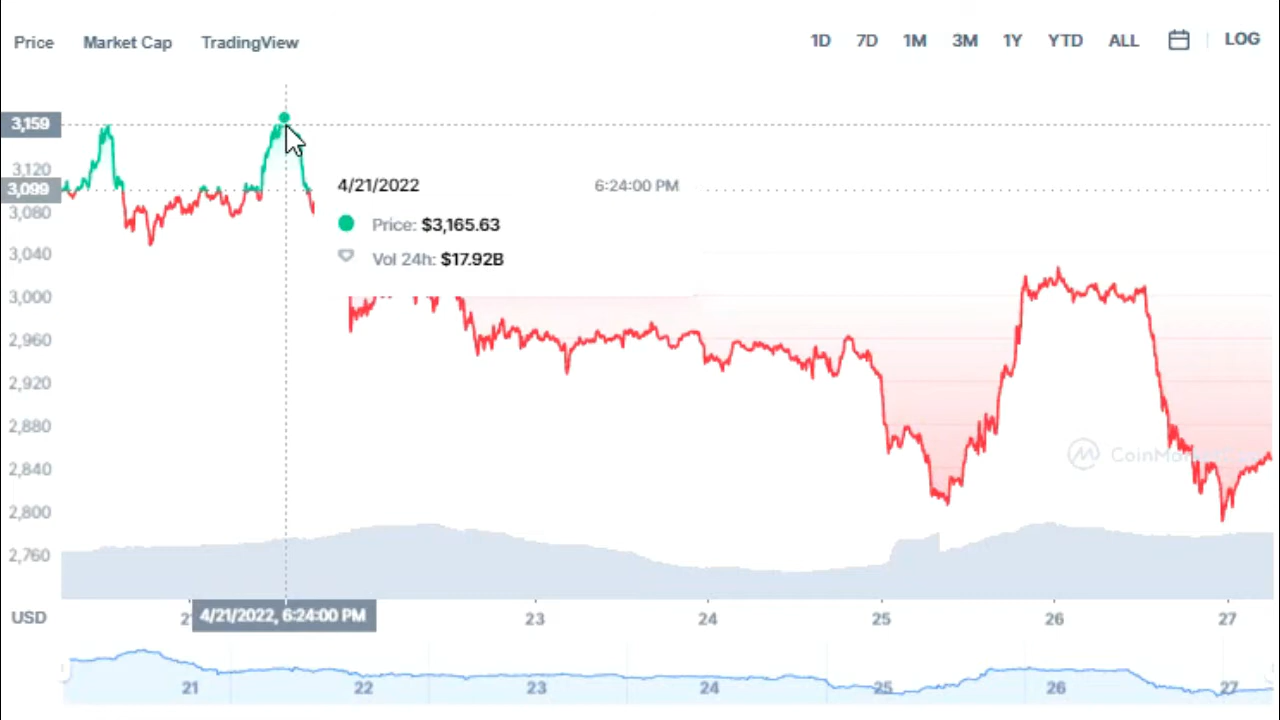 Price Market Cap TradingView 1D 7D 1M 3M 1Y YTD ALL LOG
3,159
3,120
3,099
3,080
3,040
3,000
2,960
2,920
2,880
2,840
2,800
2,760
4/21/2022 6:24:00 PM
Price: $3,165.63
Vol 24h: $17.92B
USD 4/21/2022, 6:24:00 PM 23 24 25 26 27
21 22 23 24 25 26 27